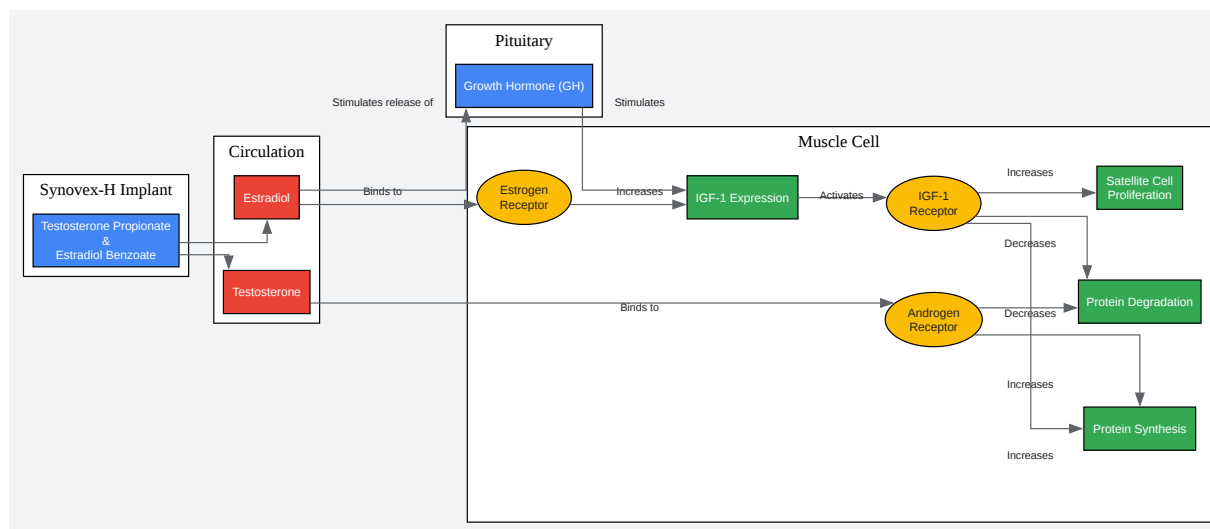 Pituitary
Growth Hormone (GH)
Stimulates release of
Stimulates
Circulation
Estradiol
Testosterone
Synovex-H Implant
Testosterone Propionate
&
Estradiol Benzoate
Binds to
Binds to
Muscle Cell
Estrogen
Receptor
Increases
IGF-1 Expression
Activates
IGF-1
Receptor
Increases
Satellite Cell
Proliferation
Decreases
Protein Degradation
Androgen
Receptor
Decreases
Increases
Protein Synthesis
Increases